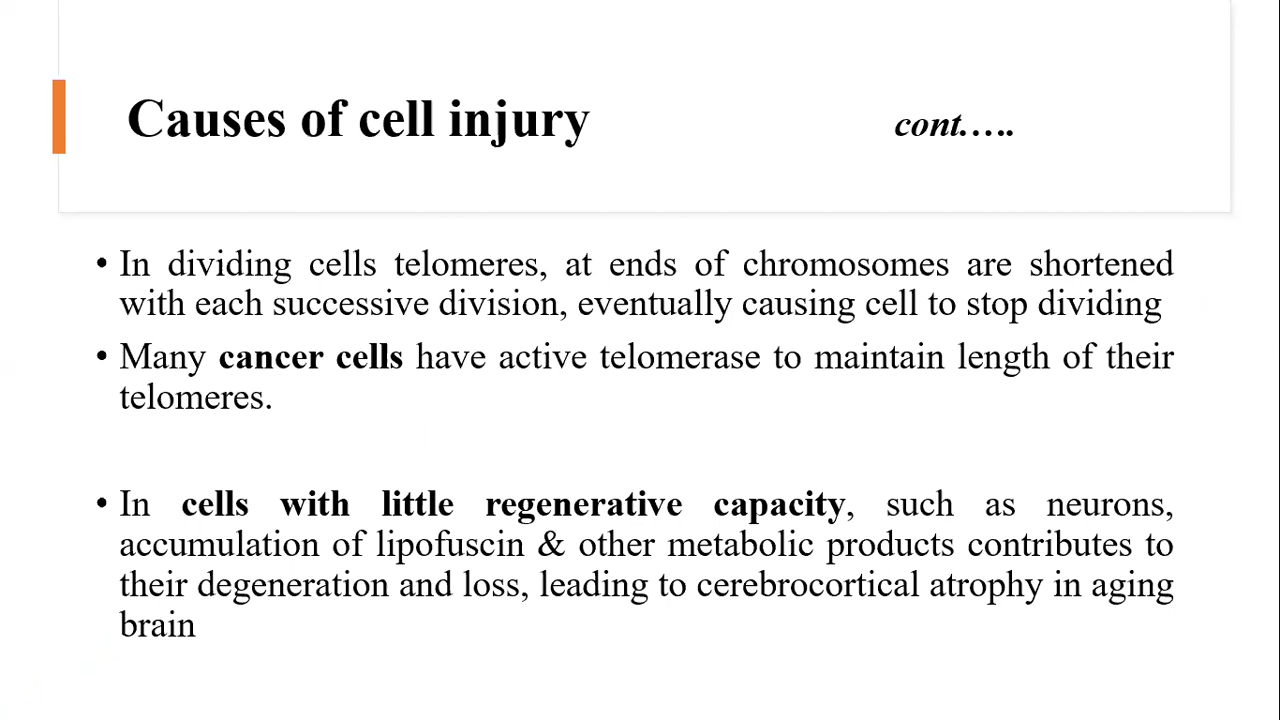 Causes of cell injury cont.….
• In dividing cells telomeres, at ends of chromosomes are shortened
with each successive division, eventually causing cell to stop dividing
• Many cancer cells have active telomerase to maintain length of their
telomeres.
• In cells with little regenerative capacity, such as neurons,
accumulation of lipofuscin & other metabolic products contributes to
their degeneration and loss, leading to cerebrocortical atrophy in aging
brain